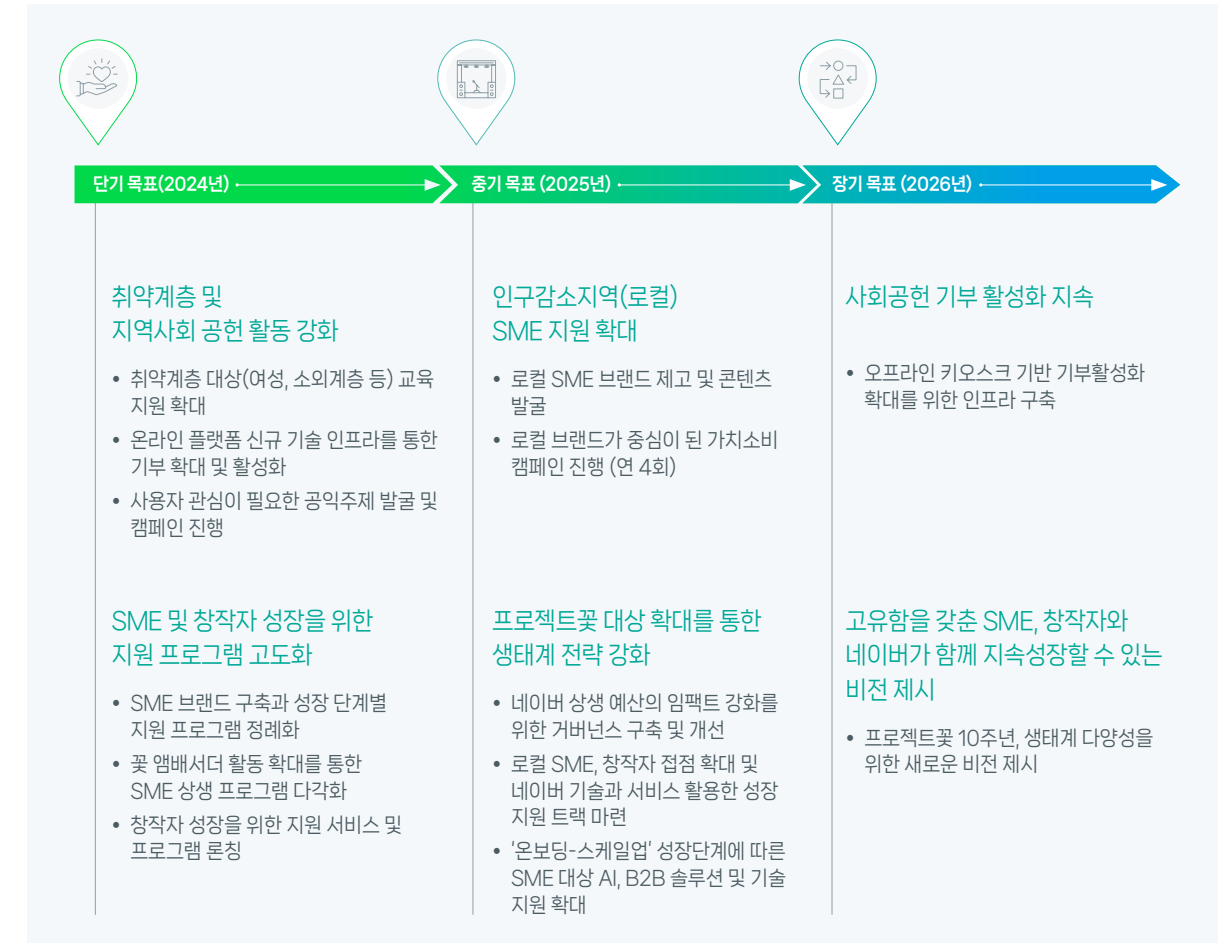 단기 목표(2024년)
중기 목표 (2025년)
장기 목표 (2026년)
취약계층 및
지역사회 공헌 활동 강화
• 취약계층 대상(여성, 소외계층 등) 교육
지원 확대
• 온라인 플랫폼 신규 기술 인프라를 통한
기부 확대 및 활성화
• 사용자 관심이 필요한 공익주제 발굴 및
캠페인 진행
SME 및 창작자 성장을 위한
지원 프로그램 고도화
• SME 브랜드 구축과 성장 단계별
지원 프로그램 정례화
• 꽃 앰배서더 활동 확대를 통한
SME 상생 프로그램 다각화
• 창작자 성장을 위한 지원 서비스 및
프로그램 론칭
인구감소지역(로컬)
SME 지원 확대
• 로컬 SME 브랜드 제고 및 콘텐츠
발굴
• 로컬 브랜드가 중심이 된 가치소비
캠페인 진행 (연 4회)
프로젝트꽃 대상 확대를 통한
생태계 전략 강화
• 네이버 상생 예산의 임팩트 강화를
위한 거버넌스 구축 및 개선
• 로컬 SME, 창작자 접점 확대 및
네이버 기술과 서비스 활용한 성장
지원 트랙 마련
• ‘온보딩-스케일업’ 성장단계에 따른
SME 대상 AI, B2B 솔루션 및 기술
지원 확대
사회공헌 기부 활성화 지속
• 오프라인 키오스크 기반 기부활성화
확대를 위한 인프라 구축
고유함을 갖춘 SME, 창작자와
네이버가 함께 지속성장할 수 있는
비전 제시
• 프로젝트꽃 10주년, 생태계 다양성을
위한 새로운 비전 제시